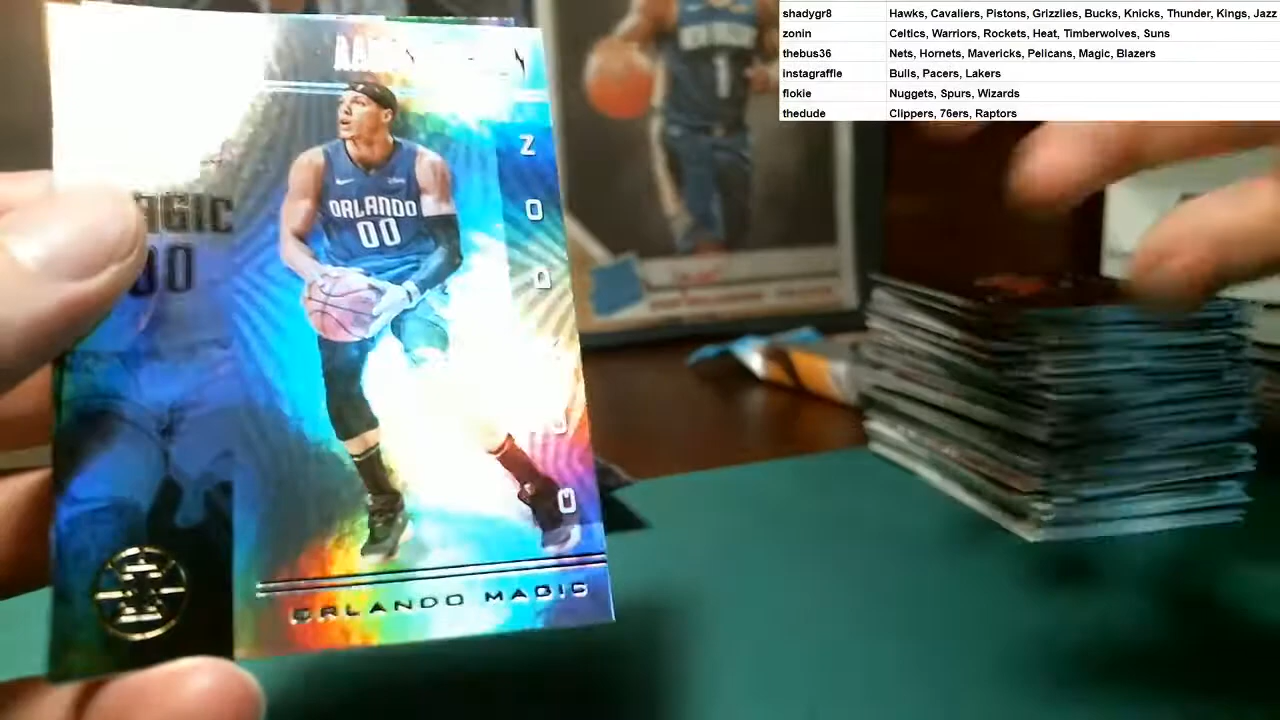 shadygr8 Hawks, Cavaliers, Pistons, Grizzlies, Bucks, Knicks, Thunder, Kings, Jazz
zonin Celtics, Warriors, Rockets, Heat, Timberwolves, Suns
thebus36 Nets, Hornets, Mavericks, Pelicans, Magic, Blazers
instagraffle Bulls, Pacers, Lakers
flokie Nuggets, Spurs, Wizards
thedude Clippers, 76ers, Raptors
ORLANDO
00
ORLANDO MAGIC
1